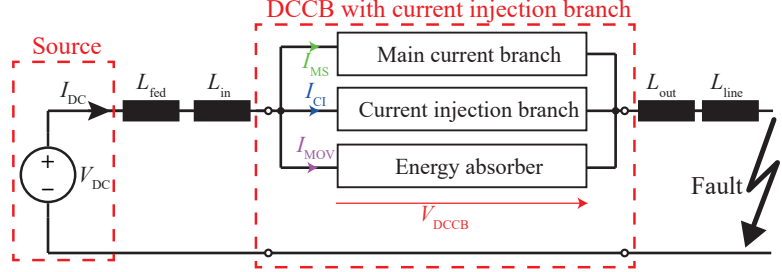 DCCB with current injection branch
Source
I_DC
L_fed
L_in
I_MS
Main current branch
I_CI
Current injection branch
L_out
L_line
I_MOV
Energy absorber
+
−
V_DC
V_DCCB
Fault